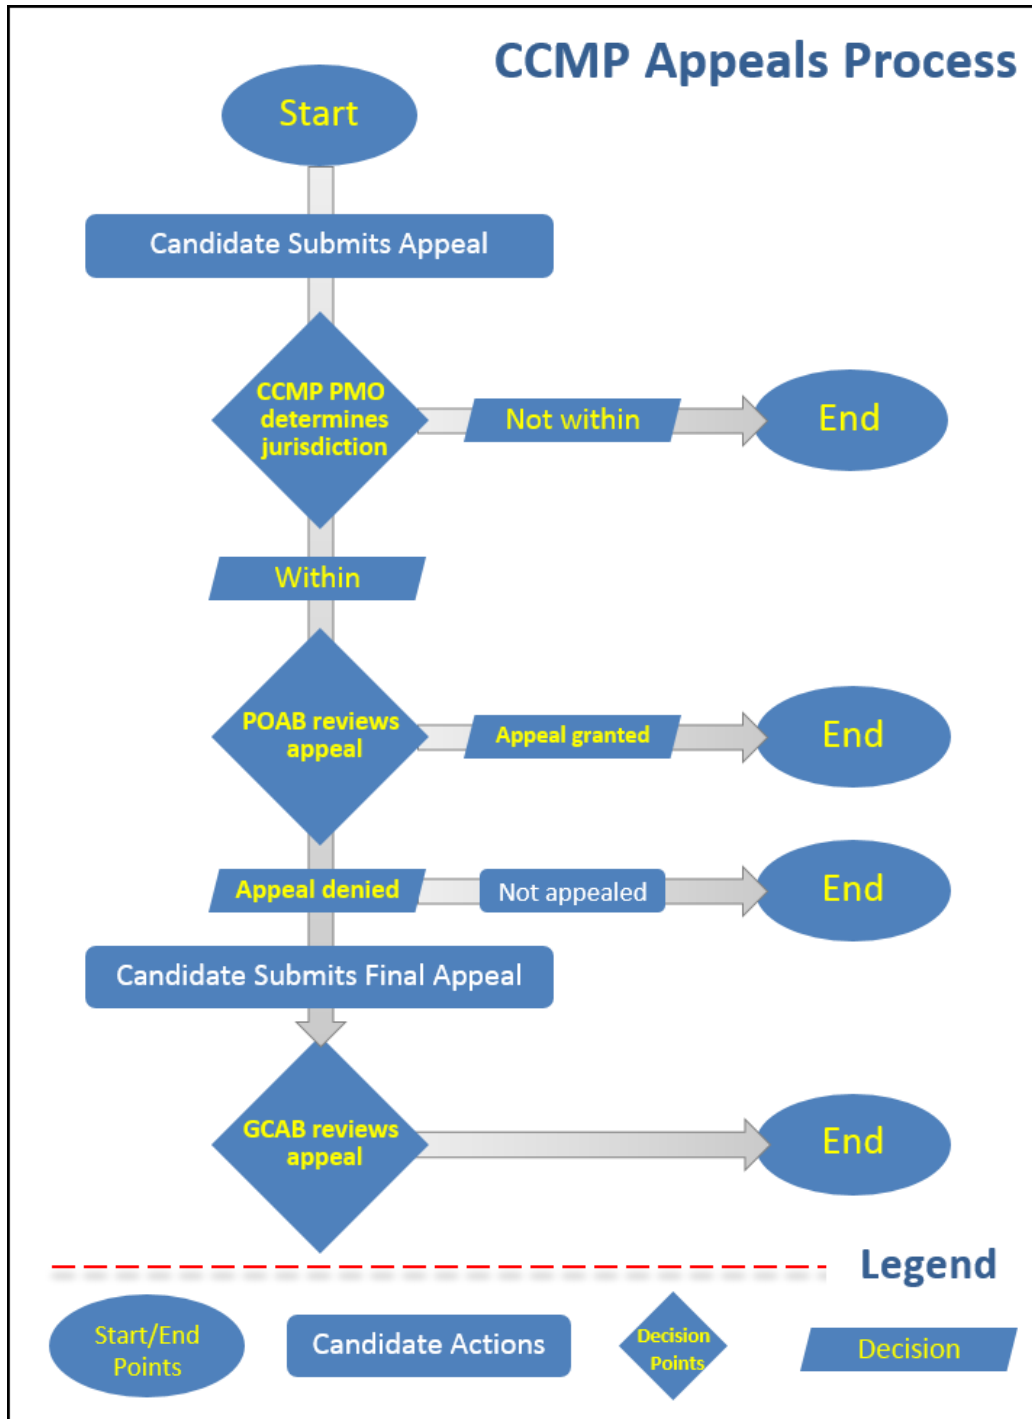 CCMP Appeals Process
Start
Candidate Submits Appeal
CCMP PMO
determines
jurisdiction
Not within
End
Within
POAB reviews
appeal
Appeal granted
End
Appeal denied
Not appealed
End
Candidate Submits Final Appeal
GCAB reviews
appeal
End
Legend
Start/End
Points
Candidate Actions
Decision
Points
Decision